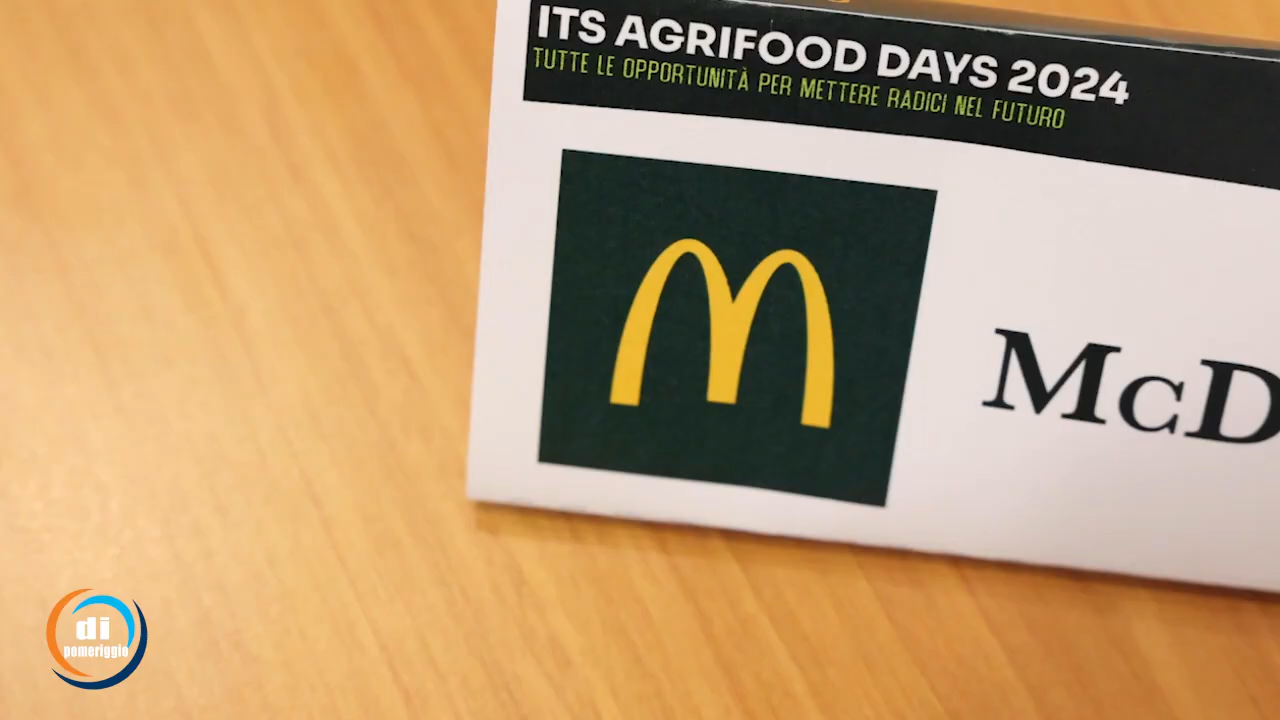 ITS AGRIFOOD DAYS 2024
TUTTE LE OPPORTUNITÀ PER METTERE RADICI NEL FUTURO
McD
di
pomeriggio